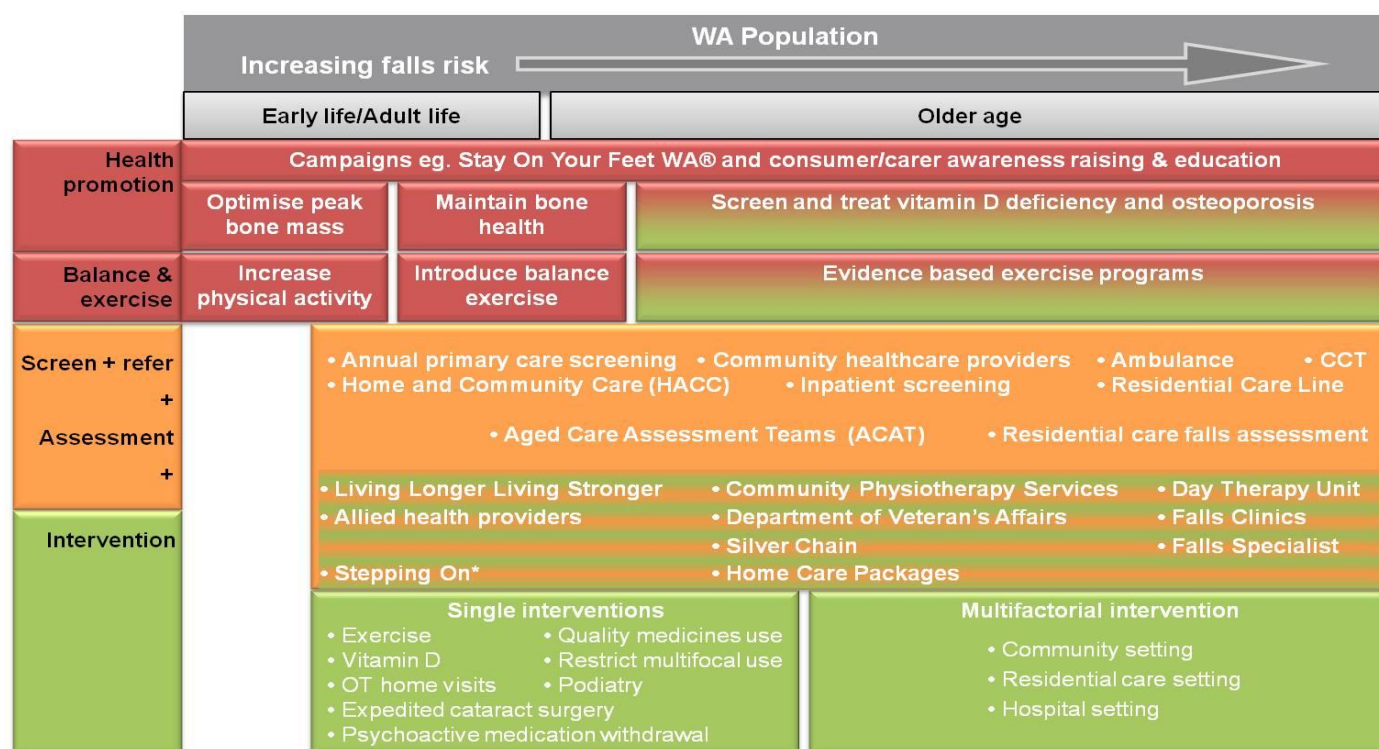 WA Population
Increasing falls risk
Early life/Adult life
Older age
Health promotion
Campaigns eg. Stay On Your Feet WA® and consumer/carer awareness raising & education
Optimise peak
bone mass
Maintain bone
health
Screen and treat vitamin D deficiency and osteoporosis
Balance &
exercise
Increase
physical activity
Introduce balance
exercise
Evidence based exercise programs
Screen + refer
+
Assessment
+
• Annual primary care screening • Community healthcare providers • Ambulance • CCT
• Home and Community Care (HACC) • Inpatient screening • Residential Care Line
• Aged Care Assessment Teams (ACAT) • Residential care falls assessment
• Living Longer Living Stronger • Community Physiotherapy Services • Day Therapy Unit
• Allied health providers • Department of Veteran's Affairs • Falls Clinics
• Silver Chain • Falls Specialist
• Stepping On* • Home Care Packages
Intervention
Single interventions
• Exercise • Quality medicines use
• Vitamin D • Restrict multifocal use
• OT home visits • Podiatry
• Expedited cataract surgery
• Psychoactive medication withdrawal
Multifactorial intervention
• Community setting
• Residential care setting
• Hospital setting